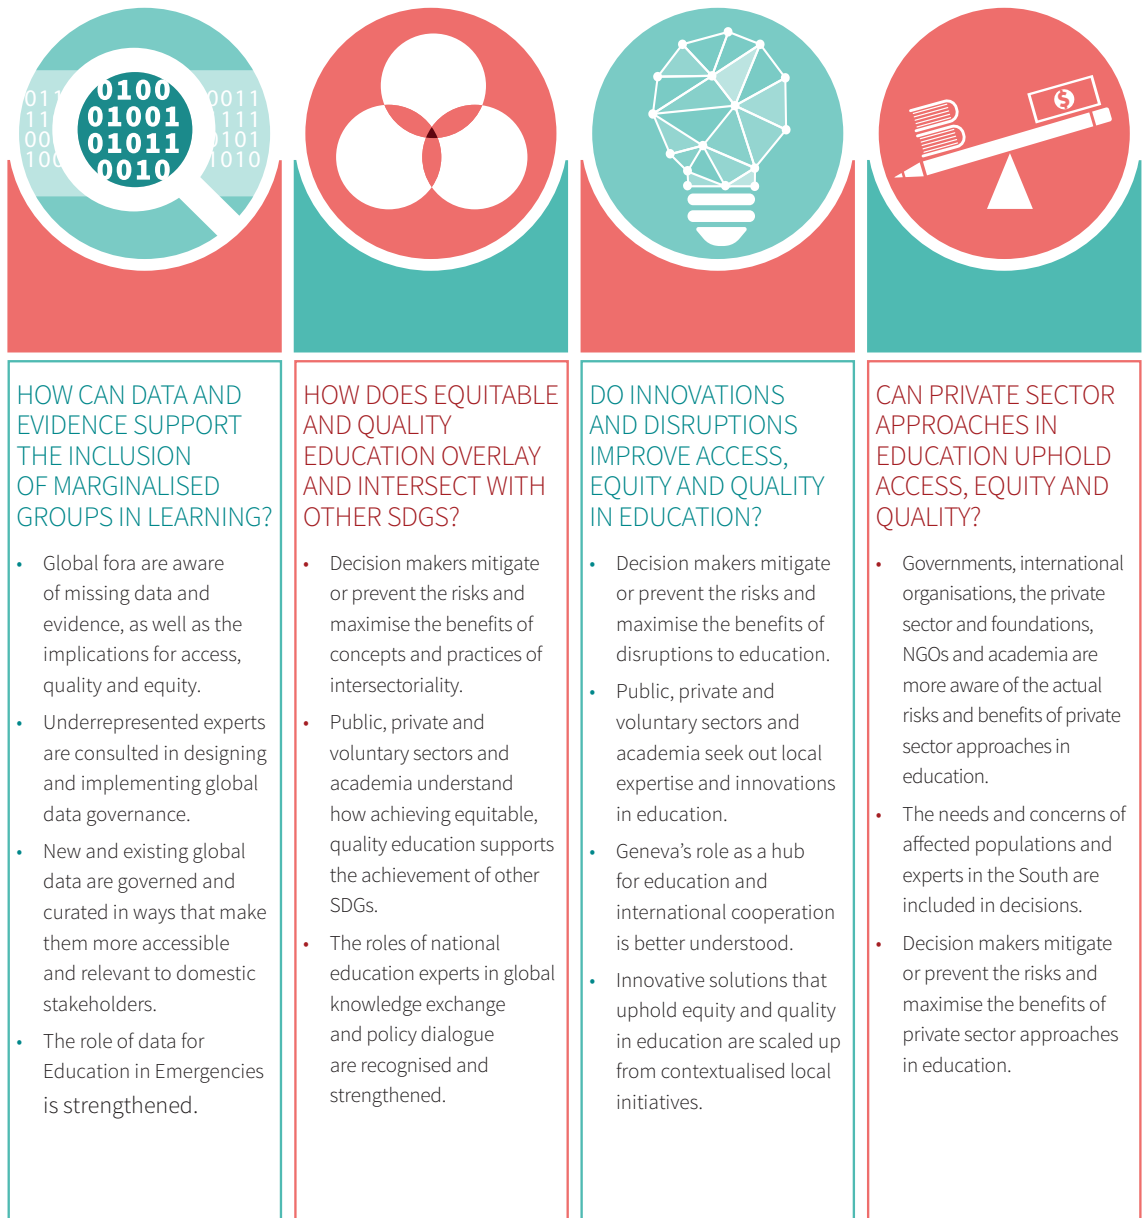 0100
01001
01011
0010
HOW CAN DATA AND
EVIDENCE SUPPORT
THE INCLUSION
OF MARGINALISED
GROUPS IN LEARNING?
• Global fora are aware
of missing data and
evidence, as well as the
implications for access,
quality and equity.
• Underrepresented experts
are consulted in designing
and implementing global
data governance.
• New and existing global
data are governed and
curated in ways that make
them more accessible
and relevant to domestic
stakeholders.
• The role of data for
Education in Emergencies
is strengthened.
HOW DOES EQUITABLE
AND QUALITY
EDUCATION OVERLAY
AND INTERSECT WITH
OTHER SDGS?
• Decision makers mitigate
or prevent the risks and
maximise the benefits of
concepts and practices of
intersectoriality.
• Public, private and
voluntary sectors and
academia understand
how achieving equitable,
quality education supports
the achievement of other
SDGs.
• The roles of national
education experts in global
knowledge exchange
and policy dialogue
are recognised and
strengthened.
DO INNOVATIONS
AND DISRUPTIONS
IMPROVE ACCESS,
EQUITY AND QUALITY
IN EDUCATION?
• Decision makers mitigate
or prevent the risks and
maximise the benefits of
disruptions to education.
• Public, private and
voluntary sectors and
academia seek out local
expertise and innovations
in education.
• Geneva’s role as a hub
for education and
international cooperation
is better understood.
• Innovative solutions that
uphold equity and quality
in education are scaled up
from contextualised local
initiatives.
$
CAN PRIVATE SECTOR
APPROACHES IN
EDUCATION UPHOLD
ACCESS, EQUITY AND
QUALITY?
• Governments, international
organisations, the private
sector and foundations,
NGOs and academia are
more aware of the actual
risks and benefits of private
sector approaches in
education.
• The needs and concerns of
affected populations and
experts in the South are
included in decisions.
• Decision makers mitigate
or prevent the risks and
maximise the benefits of
private sector approaches
in education.